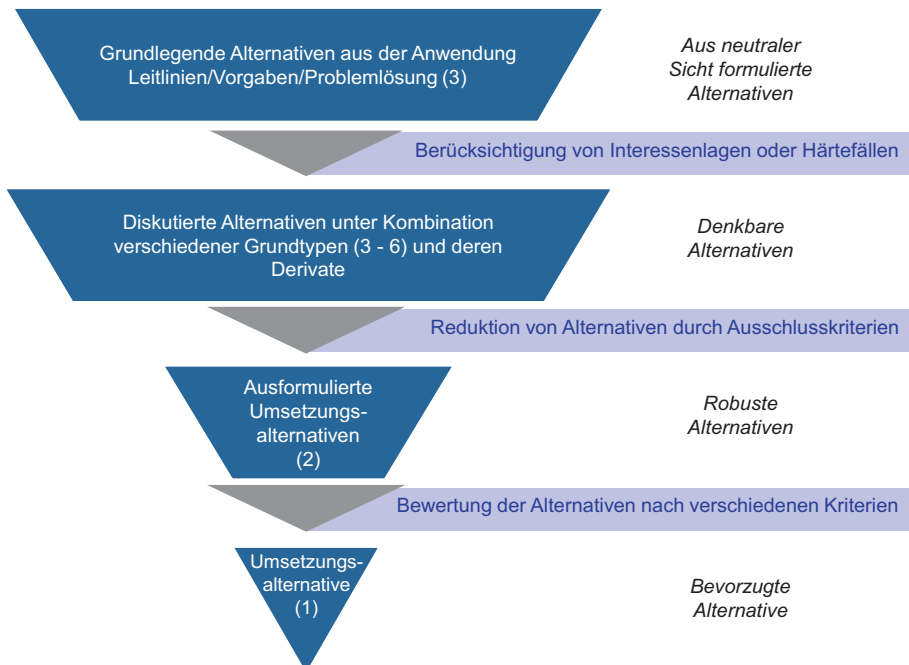 Grundlegende Alternativen aus der Anwendung
Leitlinien/Vorgaben/Problemlösung (3)
Aus neutraler
Sicht formulierte
Alternativen
Berücksichtigung von Interessenlagen oder Härtefällen
Diskutierte Alternativen unter Kombination
verschiedener Grundtypen (3 - 6) und deren
Derivate
Denkbare
Alternativen
Reduktion von Alternativen durch Ausschlusskriterien
Ausformulierte
Umsetzungs-
alternativen
(2)
Robuste
Alternativen
Bewertung der Alternativen nach verschiedenen Kriterien
Umsetzungs-
alternative
(1)
Bevorzugte
Alternative